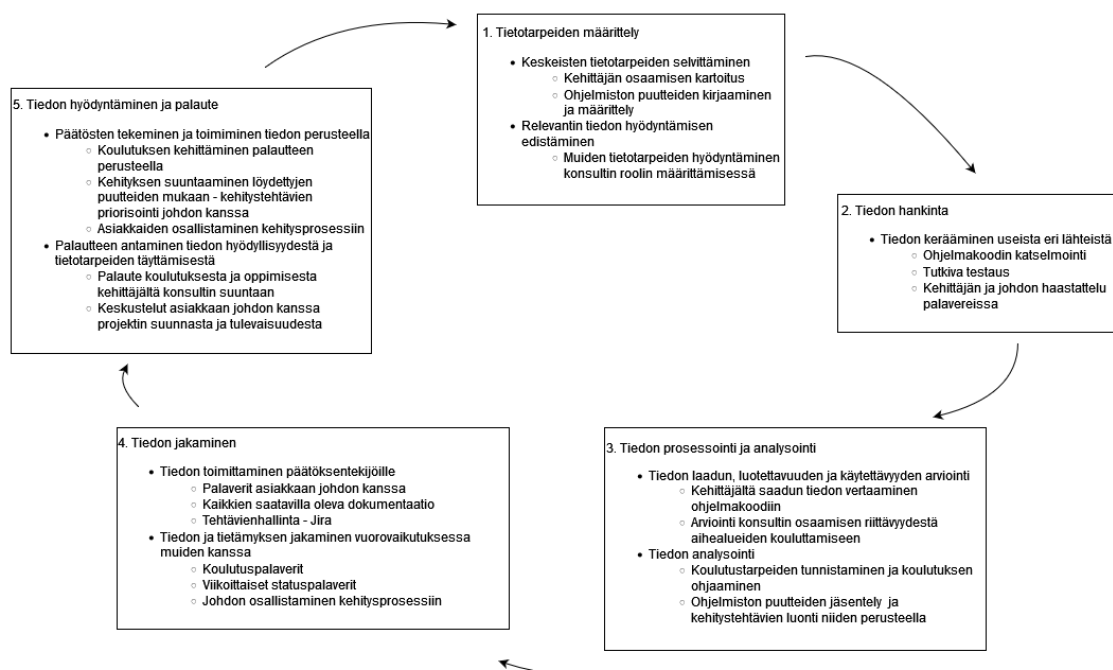 1. Tietotarpeiden määrittely
Keskeisten tietotarpeiden selvittäminen
Kehittäjän osaamisen kartoitus
Ohjelmiston puutteiden kirjaaminen
ja määrittely
Relevantin tiedon hyödyntämisen
edistäminen
Muiden tietotarpeiden hyödyntäminen
konsultin roolin määrittämisessä
2. Tiedon hankinta
Tiedon kerääminen useista eri lähteistä
Ohjelmakoodin katselmointi
Tutkiva testaus
Kehittäjän ja johdon haastattelu
palavereissa
3. Tiedon prosessointi ja analysointi
Tiedon laadun, luotettavuuden ja käytettävyyden arviointi
Kehittäjältä saadun tiedon vertaaminen
ohjelmakoodiin
Arviointi konsultin osaamisen riittävyydestä
aihealueiden kouluttamiseen
Tiedon analysointi
Koulutustarpeiden tunnistaminen ja koulutuksen
ohjaaminen
Ohjelmiston puutteiden jäsentely ja
kehitystehtävien luonti niiden perusteella
4. Tiedon jakaminen
Tiedon toimittaminen päätöksentekijöille
Palaverit asiakkaan johdon kanssa
Kaikkien saatavilla oleva dokumentaatio
Tehtävienhallinta - Jira
Tiedon ja tietämyksen jakaminen vuorovaikutuksessa
muiden kanssa
Koulutuspalaverit
Viikoittaiset statuspalaverit
Johdon osallistaminen kehitysprosessiin
5. Tiedon hyödyntäminen ja palaute
Päätösten tekeminen ja toimiminen tiedon perusteella
Koulutuksen kehittäminen palautteen
perusteella
Kehityksen suuntaaminen löydettyjen
puutteiden mukaan - kehitystehtävien
priorisointi johdon kanssa
Asiakkaiden osallistaminen kehitysprosessiin
Palautteen antaminen tiedon hyödyllisyydestä ja
tietotarpeiden täyttämisestä
Palaute koulutuksesta ja oppimisesta
kehittäjältä konsultin suuntaan
Keskustelut asiakkaan johdon kanssa
projektin suunnasta ja tulevaisuudesta